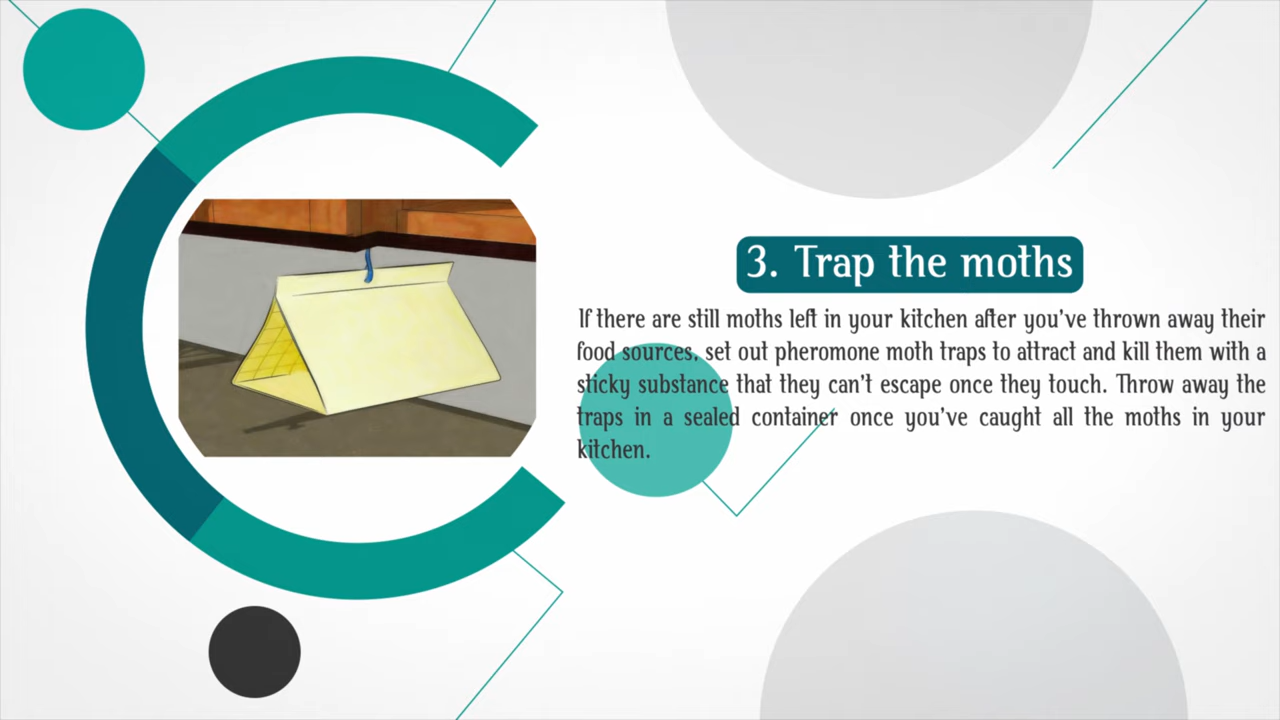 3. Trap the moths
If there are still moths left in your kitchen after you've thrown away their
food sources, set out pheromone moth traps to attract and kill them with a
sticky substance that they can't escape once they touch. Throw away the
traps in a sealed container once you've caught all the moths in your
kitchen.